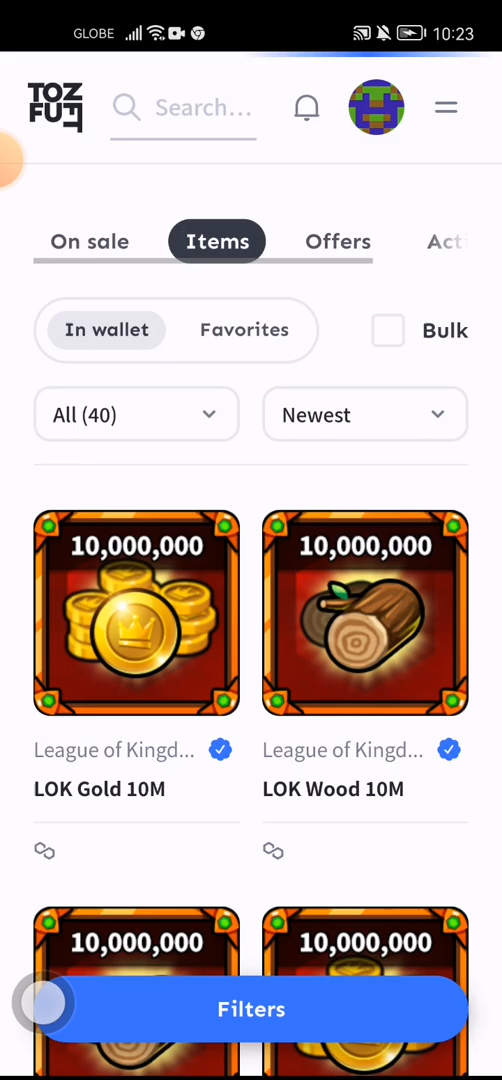 GLOBE 10:23
TOZ
FUT
Search...
On sale Items Offers Acti
In wallet Favorites Bulk
All (40) Newest
10,000,000 10,000,000
League of Kingd... League of Kingd...
LOK Gold 10M LOK Wood 10M
10,000,000 10,000,000
Filters